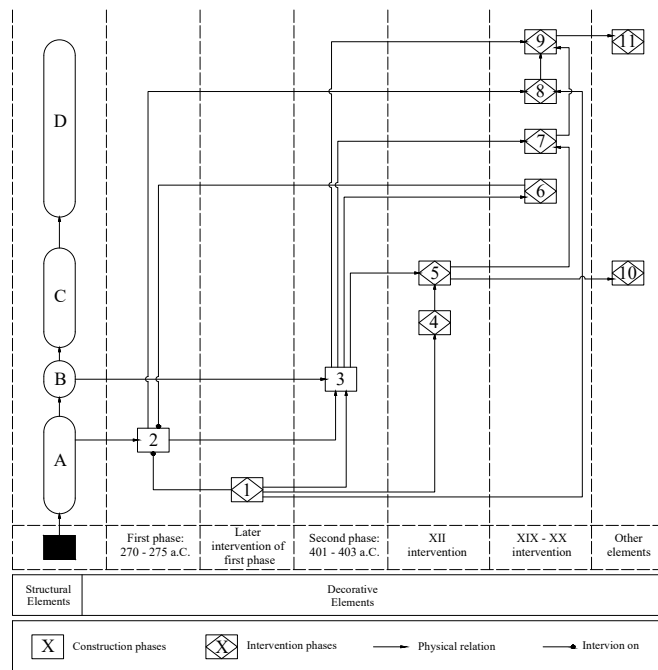 9
11
8
D
7
6
C
5
10
4
B
3
A
2
1
First phase:
270 - 275 a.C.
Later
intervention of
first phase
Second phase:
401 - 403 a.C.
XII
intervention
XIX - XX
intervention
Other
elements
Structural
Elements
Decorative
Elements
X Construction phases
X Intervention phases
Physical relation
Intervion on